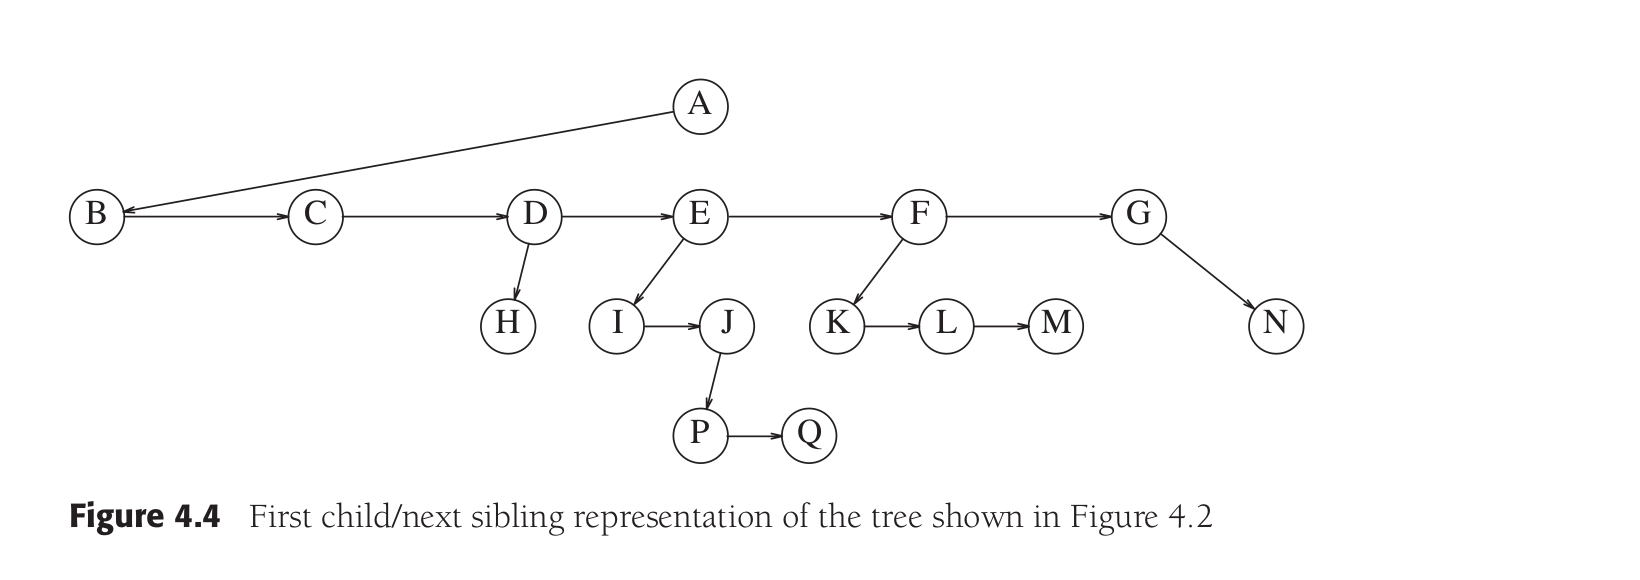 A
B C D E F G
H I J K L M N
P Q
Figure 4.4 First child/next sibling representation of the tree shown in Figure 4.2